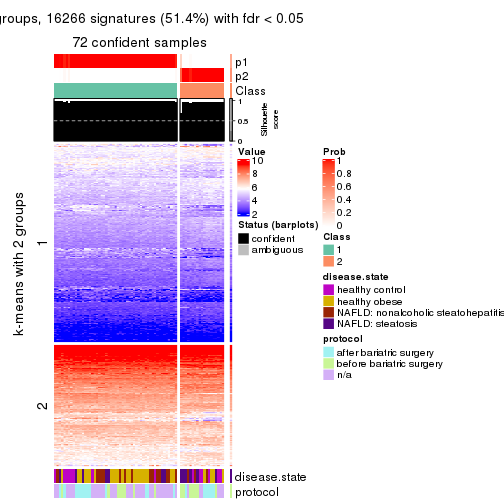 groups, 16266 signatures (51.4%) with fdr < 0.05
72 confident samples
p1
p2
Class
1
0.5
0
Silhouette
score
k-means with 2 groups
1
2
Value
10
8
6
4
2
Status (barplots)
confident
ambiguous
Prob
1
0.8
0.6
0.4
0.2
0
Class
1
2
disease.state
healthy control
healthy obese
NAFLD: nonalcoholic steatohepatitis
NAFLD: steatosis
protocol
after bariatric surgery
before bariatric surgery
n/a
disease.state
protocol